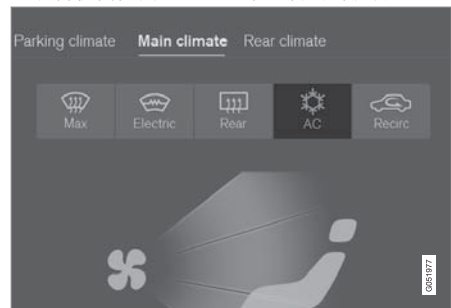 Parking climate Main climate Rear climate
Max Electric Rear AC Recirc
G051977